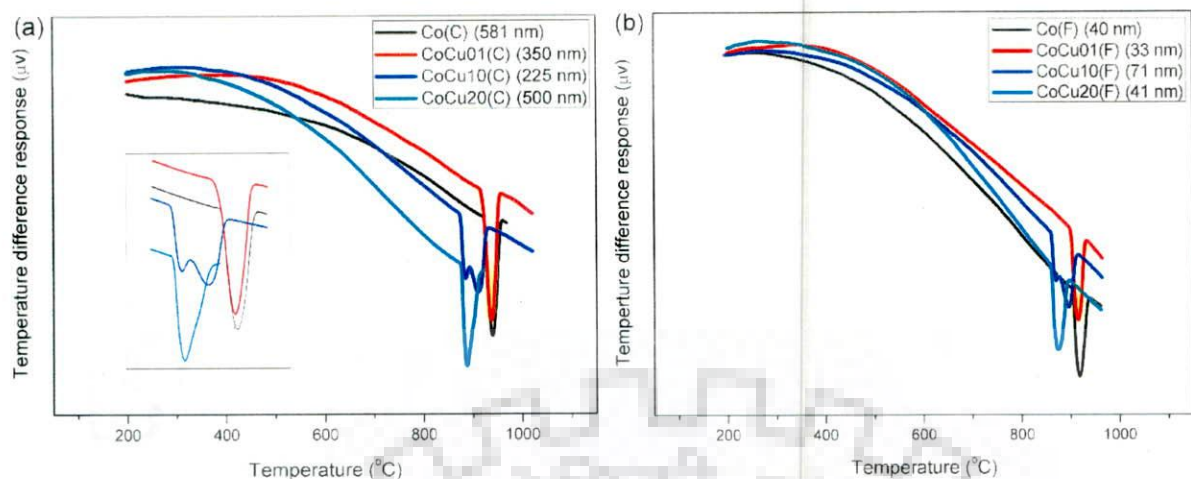 (a)
Co(C) (581 nm)
CoCu01(C) (350 nm)
CoCu10(C) (225 nm)
CoCu20(C) (500 nm)
Temperature difference response (μv)
200 400 600 800 1000
Temperature (°C)
(b)
Co(F) (40 nm)
CoCu01(F) (33 nm)
CoCu10(F) (71 nm)
CoCu20(F) (41 nm)
Temperture difference response (μv)
200 400 600 800 1000
Temperature (°C)